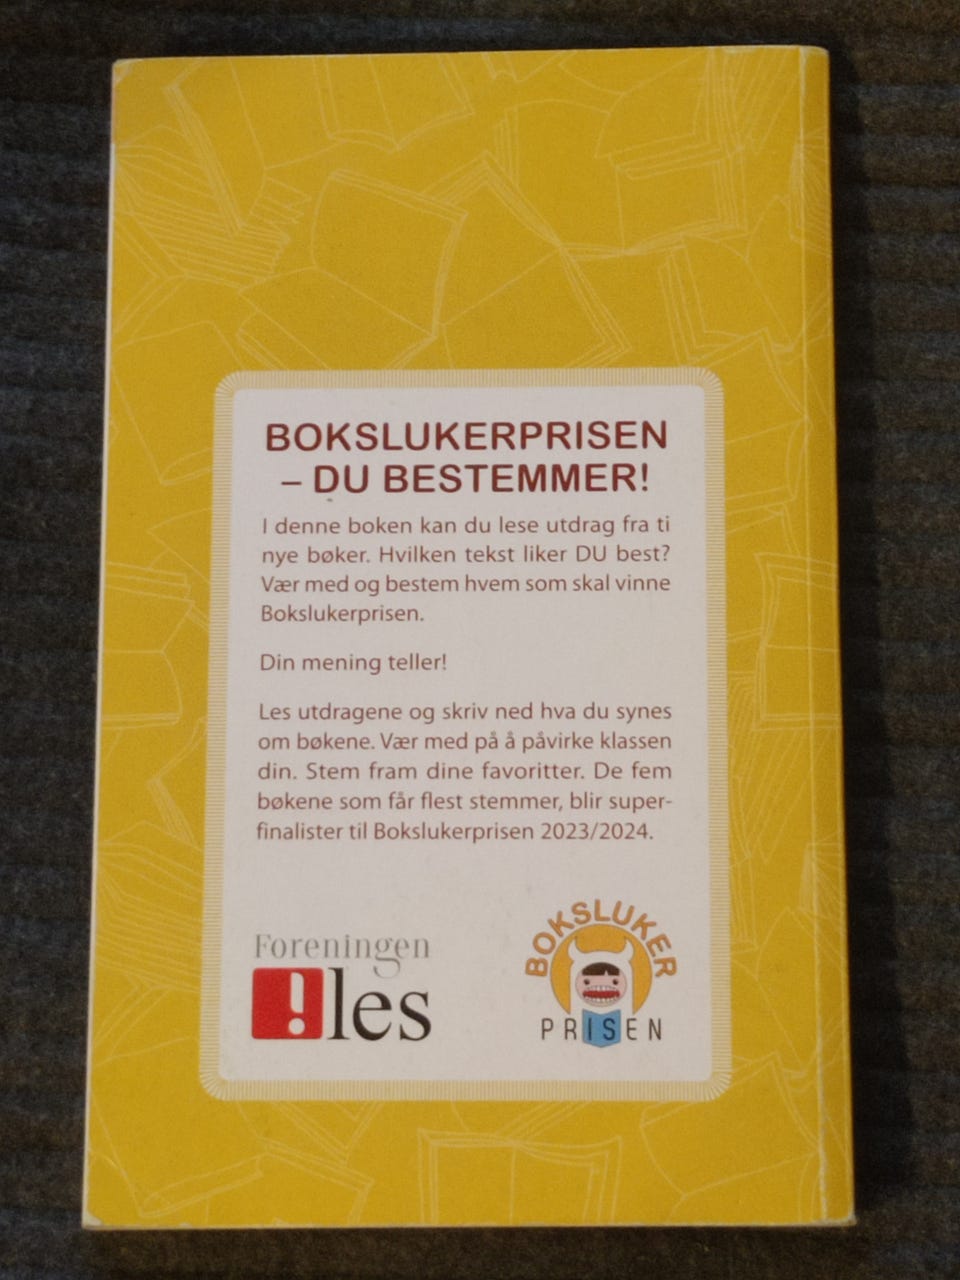 BOKSLUKERPRISEN
– DU BESTEMMER!
I denne boken kan du lese utdrag fra ti
nye bøker. Hvilken tekst liker DU best?
Vær med og bestem hvem som skal vinne
Bokslukerprisen.
Din mening teller!
Les utdragene og skriv ned hva du synes
om bøkene. Vær med på å påvirke klassen
din. Stem fram dine favoritter. De fem
bøkene som får flest stemmer, blir super-
finalister til Bokslukerprisen 2023/2024.
Foreningen
!les
BOKSLUKER
PRISEN